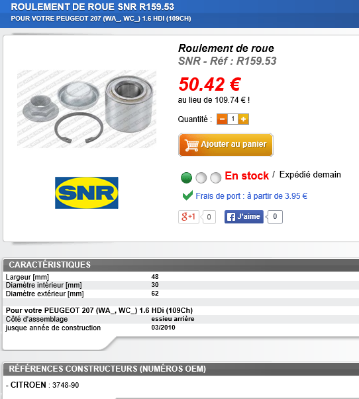 ROULEMENT DE ROUE SNR R159.53
POUR VOTRE PEUGEOT 207 (WA_, WC_) 1.6 HDI (109CH)
Roulement de roue
SNR - Réf : R159.53
50.42 €
au lieu de 109.74 € !
Quantité : - 1 +
Ajouter au panier
En stock / Expédié demain
Frais de port : à partir de 3.95 €
g+1 0 J'aime 0
SNR
CARACTÉRISTIQUES
Largeur [mm] 48
Diamètre intérieur [mm] 30
Diamètre extérieur [mm] 62
Pour votre PEUGEOT 207 (WA_, WC_) 1.6 HDi (109Ch)
Côté d'assemblage essieu arrière
jusque année de construction 03/2010
RÉFÉRENCES CONSTRUCTEURS (NUMÉROS OEM)
- CITROEN : 3748-90